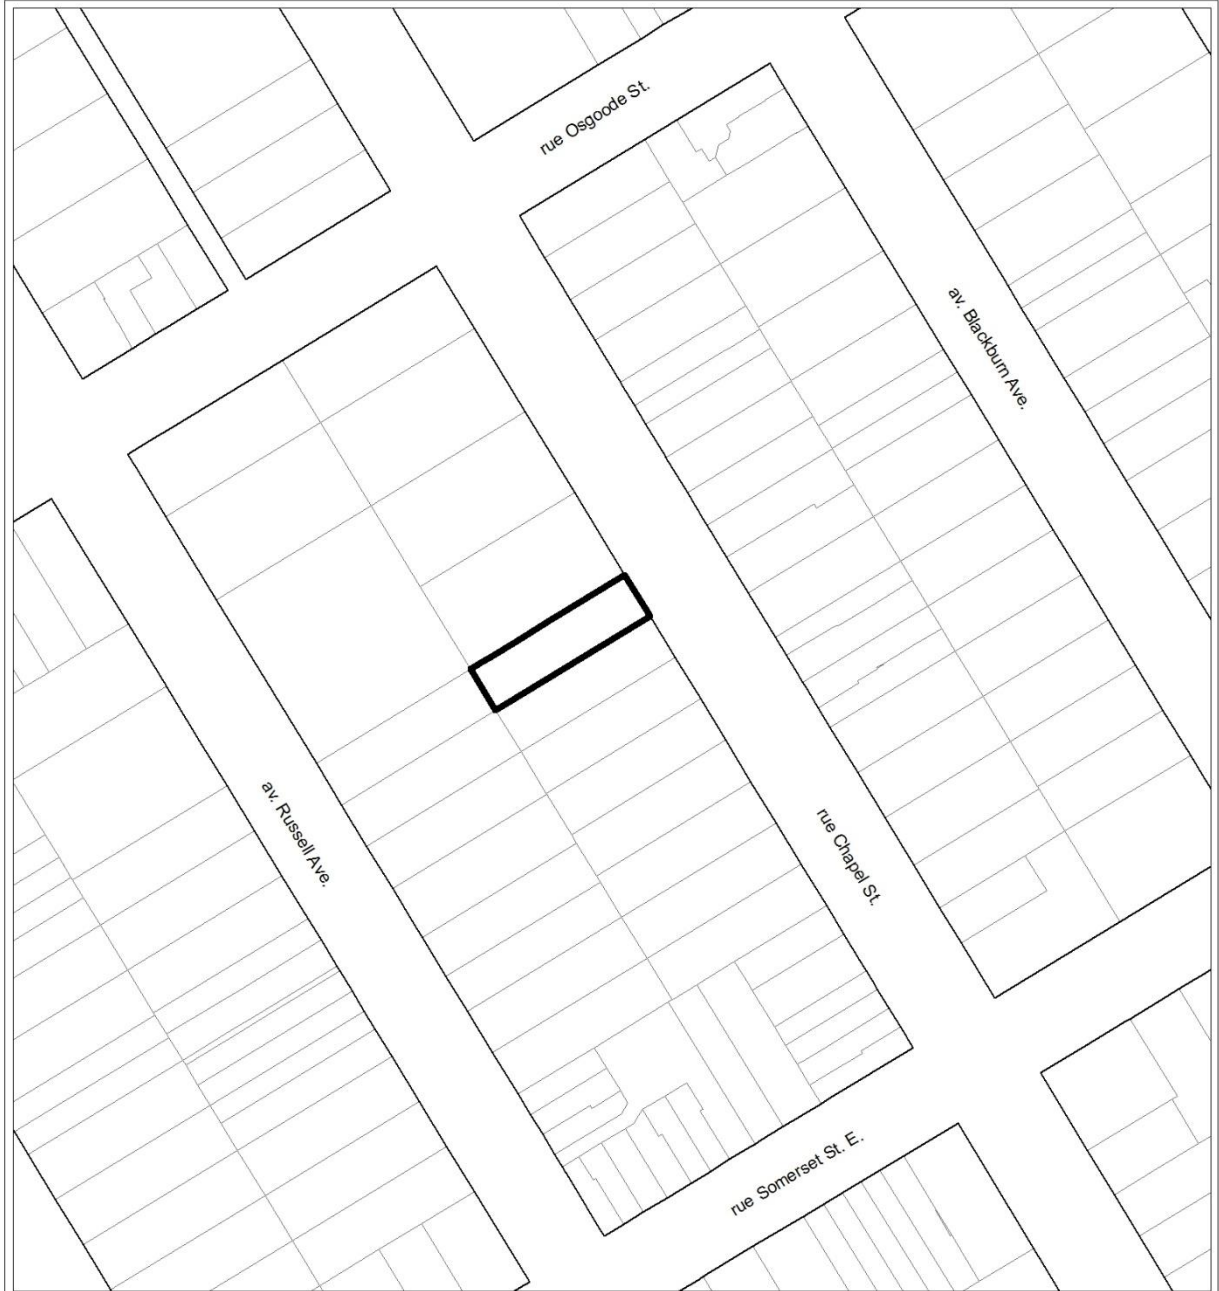 rue Osgoode St.
av. Blackburn Ave.
av. Russell Ave.
rue Chapel St.
rue Somerset St. E.